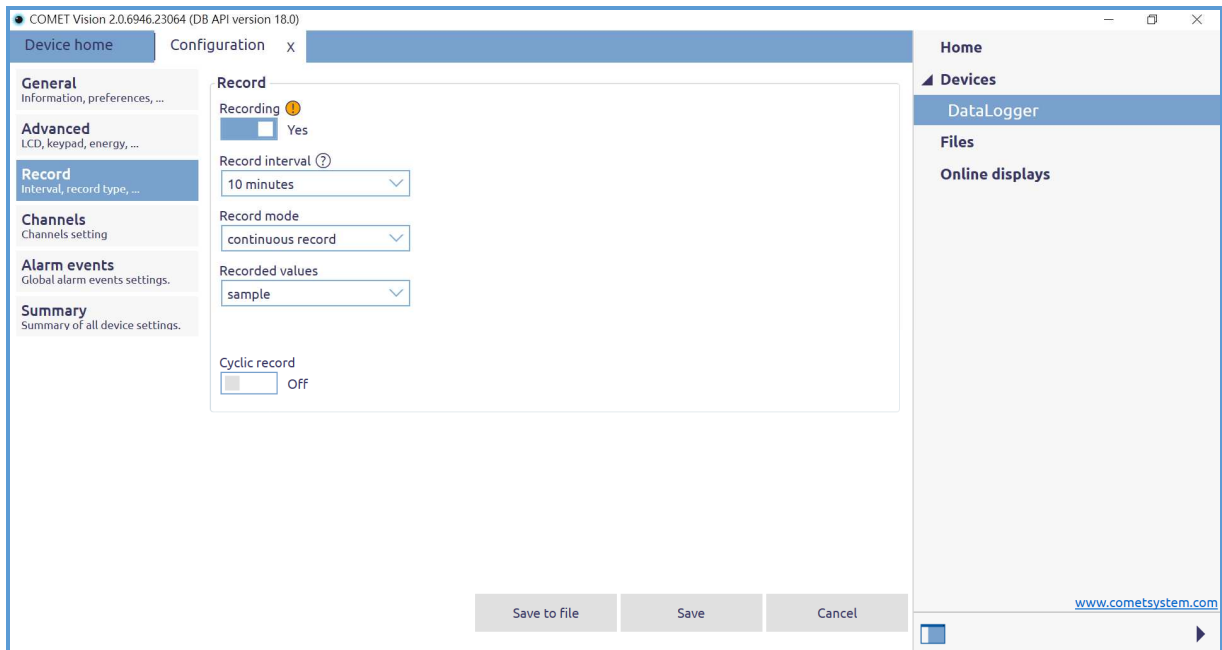 COMET Vision 2.0.6946.23064 (DB API version 18.0)
Device home
Configuration x
General
Information, preferences, ...
Advanced
LCD, keypad, energy, ...
Record
Interval, record type, ...
Channels
Channels setting
Alarm events
Global alarm events settings.
Summary
Summary of all device settings.
Record
Recording !
Yes
Record interval ?
10 minutes
Record mode
continuous record
Recorded values
sample
Cyclic record
Off
Save to file
Save
Cancel
Home
Devices
DataLogger
Files
Online displays
www.cometsystem.com